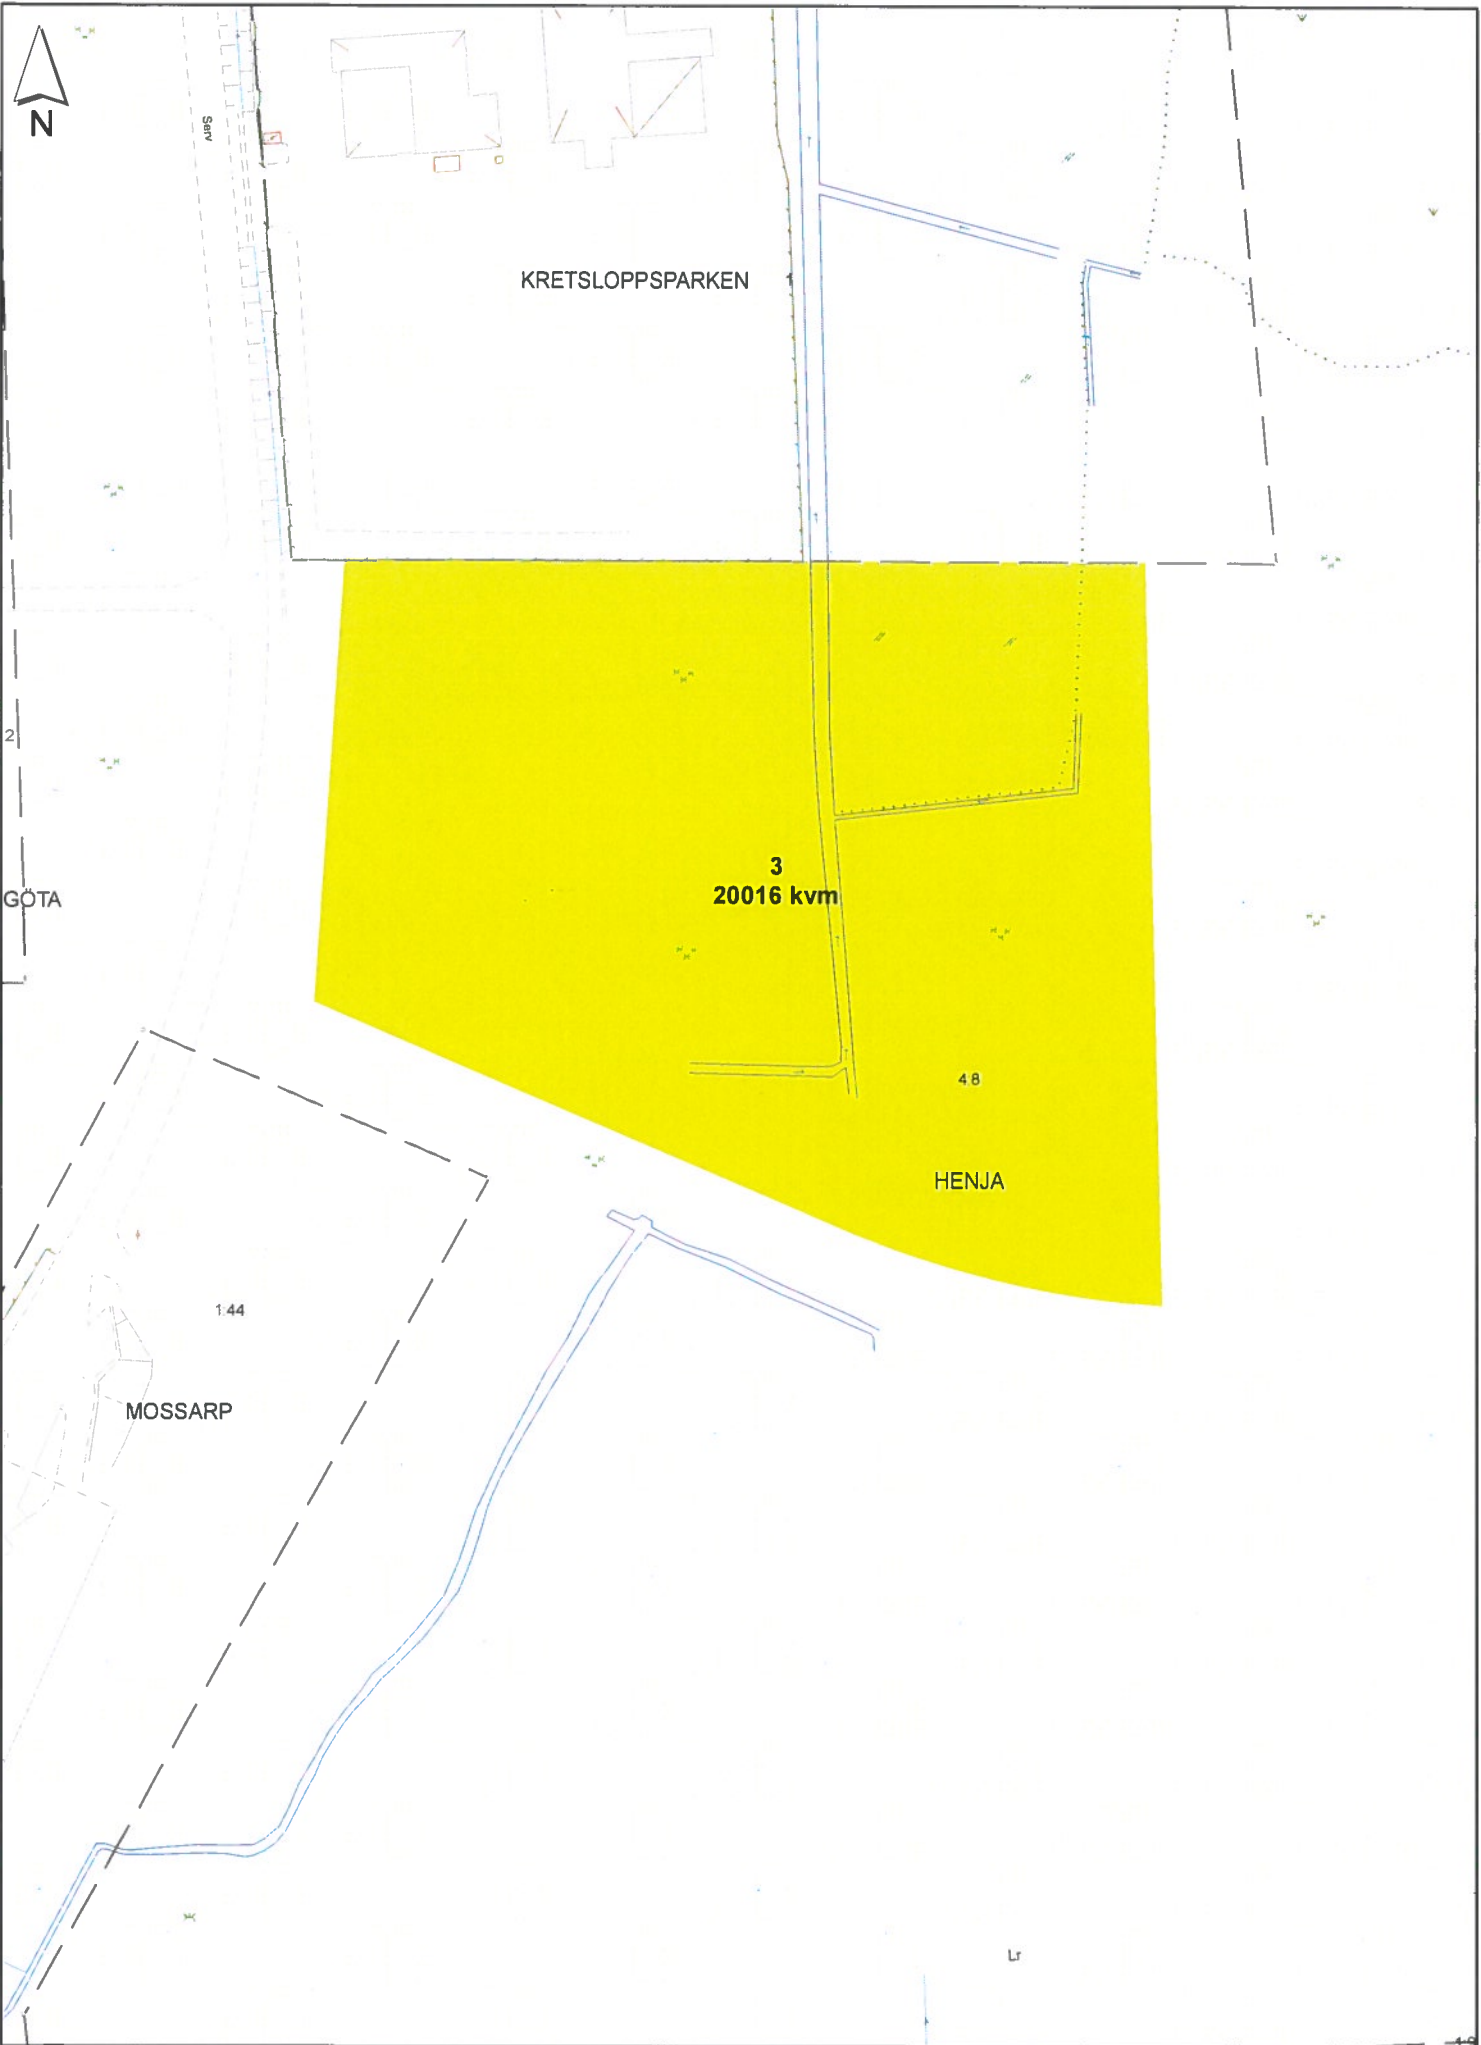 N
Serv
KRETSLOPPSPARKEN
1
2
GÖTA
3
20016 kvm
4:8
HENJA
1:44
MOSSARP
Lr